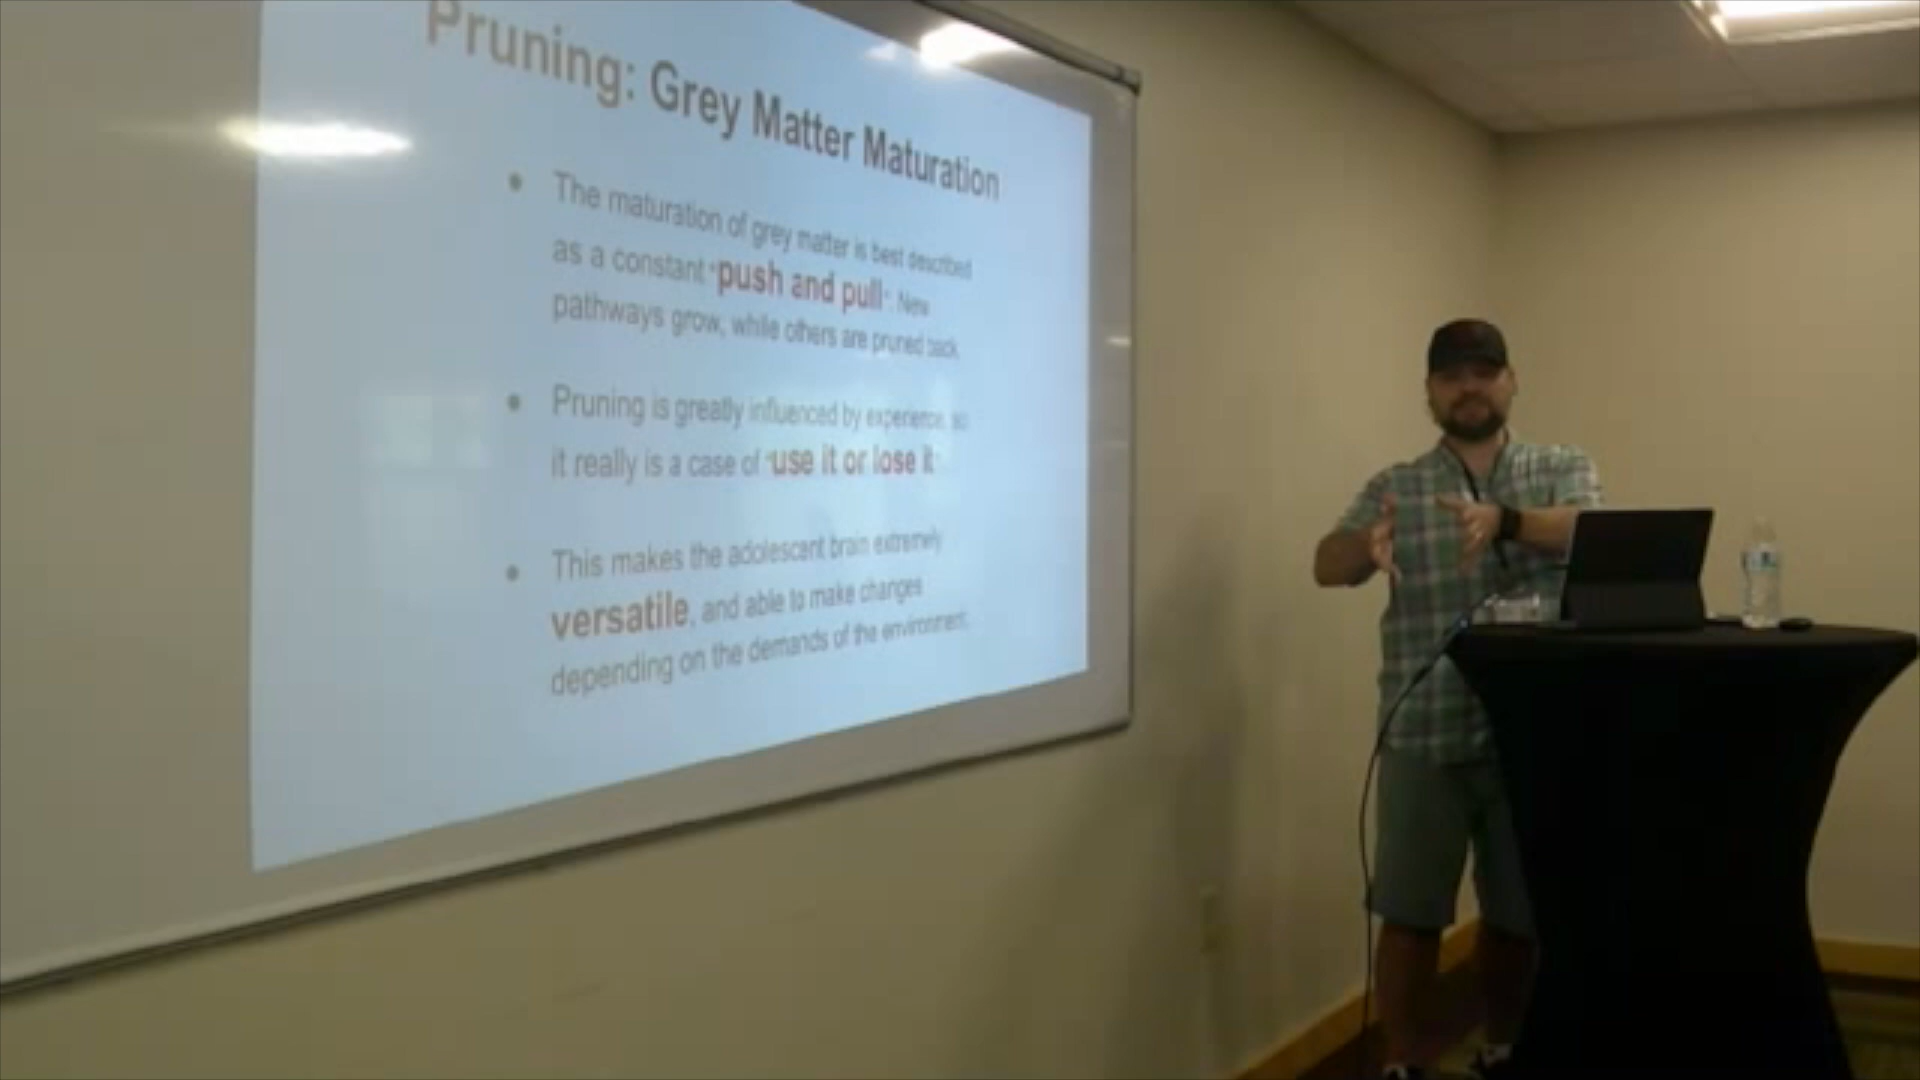 Pruning: Grey Matter Maturation
• The maturation of grey matter is best described
as a constant "push and pull". New
pathways grow, while others are pruned back.
• Pruning is greatly influenced by experience, so
it really is a case of "use it or lose it"
• This makes the adolescent brain extremely
versatile, and able to make changes
depending on the demands of the environment.